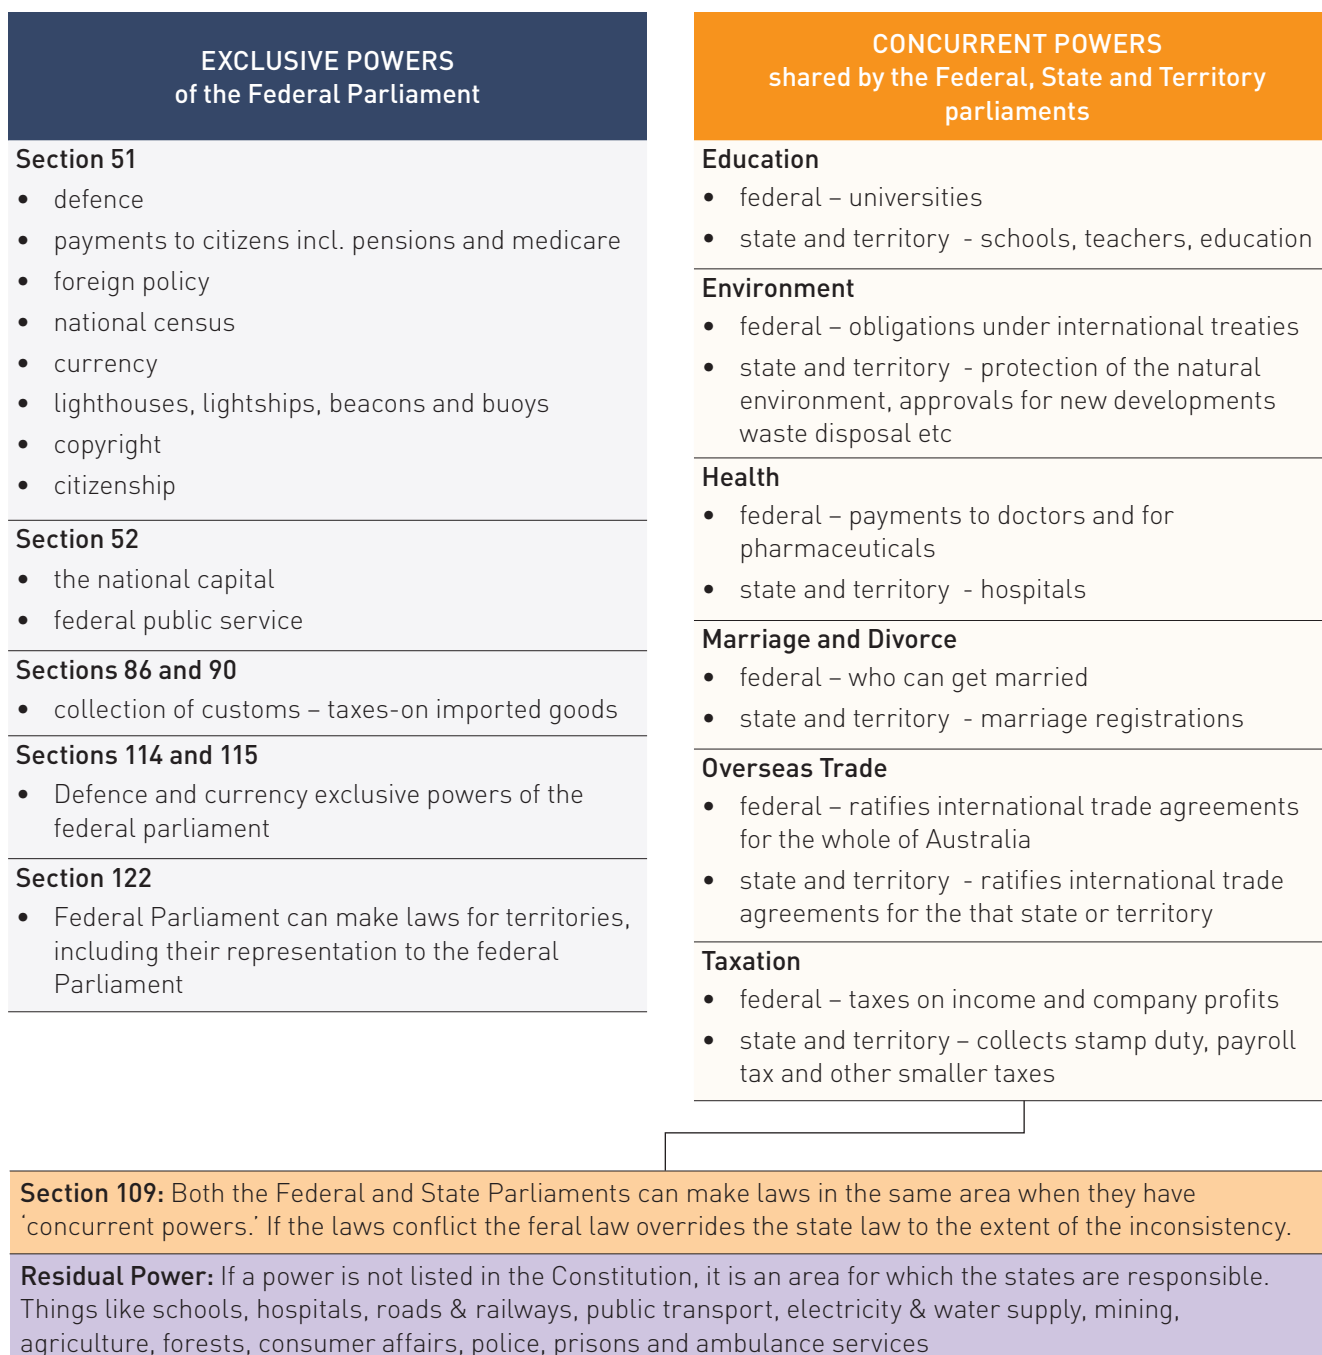 EXCLUSIVE POWERS
of the Federal Parliament
Section 51
• defence
• payments to citizens incl. pensions and medicare
• foreign policy
• national census
• currency
• lighthouses, lightships, beacons and buoys
• copyright
• citizenship
Section 52
• the national capital
• federal public service
Sections 86 and 90
• collection of customs – taxes-on imported goods
Sections 114 and 115
• Defence and currency exclusive powers of the
federal parliament
Section 122
• Federal Parliament can make laws for territories,
including their representation to the federal
Parliament
CONCURRENT POWERS
shared by the Federal, State and Territory
parliaments
Education
• federal – universities
• state and territory - schools, teachers, education
Environment
• federal – obligations under international treaties
• state and territory - protection of the natural
environment, approvals for new developments
waste disposal etc
Health
• federal – payments to doctors and for
pharmaceuticals
• state and territory - hospitals
Marriage and Divorce
• federal – who can get married
• state and territory - marriage registrations
Overseas Trade
• federal – ratifies international trade agreements
for the whole of Australia
• state and territory - ratifies international trade
agreements for the that state or territory
Taxation
• federal – taxes on income and company profits
• state and territory – collects stamp duty, payroll
tax and other smaller taxes
Section 109: Both the Federal and State Parliaments can make laws in the same area when they have
‘concurrent powers.’ If the laws conflict the feral law overrides the state law to the extent of the inconsistency.
Residual Power: If a power is not listed in the Constitution, it is an area for which the states are responsible.
Things like schools, hospitals, roads & railways, public transport, electricity & water supply, mining,
agriculture, forests, consumer affairs, police, prisons and ambulance services